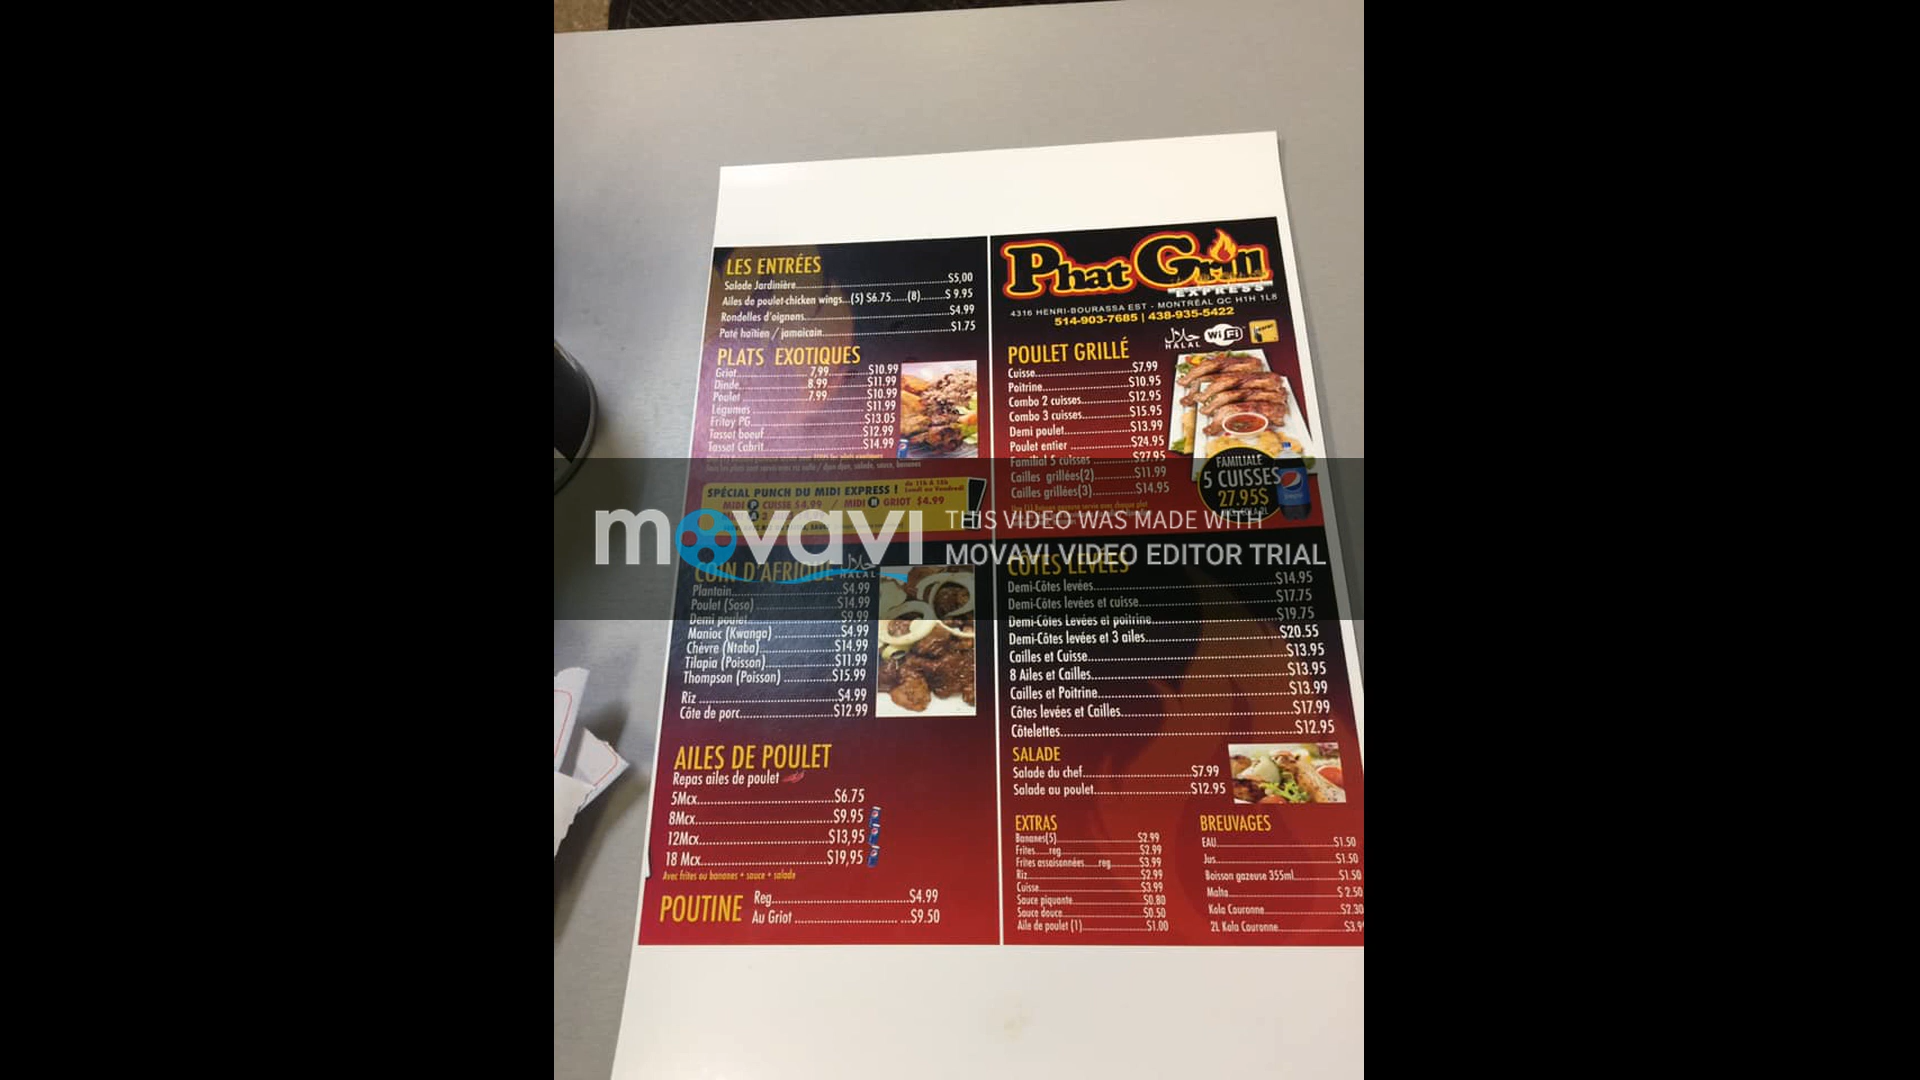 LES ENTRÉES
Salade Jardinière $5,00
Ailes de poulet-chicken wings...(5) $6.75.....(8) $ 9.95
Rondelles d'oignons $4.99
Paté haïtien / jamaicain $1.75
PLATS EXOTIQUES
Griot 7,99 $10.99
Dinde 8.99 $11.99
Poulet 7.99 $10.99
Légumes $11.99
Fritay PG $13.05
Tassot boeuf $12.99
Tassot Cabrit $14.99
SPÉCIAL PUNCH DU MIDI EXPRESS !
de 11h à 15h
Lundi au Vendredi
MIDI P CUISSE $4.99 / MIDI R GRIOT $4.99
COIN D'AFRIQUE
HALAL
Plantain $4.99
Poulet (Soso) $14.99
Demi poulet $9.99
Manioc (Kwanga) $4.99
Chèvre (Ntaba) $14.99
Tilapia (Poisson) $11.99
Thompson (Poisson) $15.99
Riz $4.99
Côte de porc $12.99
AILES DE POULET
Repas ailes de poulet
5Mcx $6.75
8Mcx $9.95
12Mcx $13,95
18 Mcx $19,95
Avec frites ou bananes + sauce + salade
POUTINE
Reg $4.99
Au Griot $9.50
Phat Grill
EXPRESS
4316 HENRI-BOURASSA EST - MONTRÉAL QC H1H 1L8
514-903-7685 | 438-935-5422
حلال
HALAL
WiFi
POULET GRILLÉ
Cuisse $7.99
Poitrine $10.95
Combo 2 cuisses $12.95
Combo 3 cuisses $15.95
Demi poulet $13.99
Poulet entier $24.95
Familial 5 cuisses $27.95
Cailles grillées(2) $11.99
Cailles grillées(3) $14.95
FAMILIALE
5 CUISSES
27.95$
movavi
THIS VIDEO WAS MADE WITH
MOVAVI VIDEO EDITOR TRIAL
CÔTES LEVÉES
Demi-Côtes levées $14.95
Demi-Côtes levées et cuisse $17.75
Demi-Côtes Levées et poitrine $19.75
Demi-Côtes levées et 3 ailes $20.55
Cailles et Cuisse $13.95
8 Ailes et Cailles $13.95
Cailles et Poitrine $13.99
Côtes levées et Cailles $17.99
Côtelettes $12.95
SALADE
Salade du chef $7.99
Salade au poulet $12.95
EXTRAS
Bananes(5) $2.99
Frites.....reg $2.99
Frites assaisonnées.....reg $3.99
Riz $2.99
Cuisse $3.99
Sauce piquante $0.80
Sauce douce $0.50
Aile de poulet (1) $1.00
BREUVAGES
EAU $1.50
Jus $1.50
Boisson gazeuse 355ml $1.50
Malta $ 2.50
Kola Couronne $2.30
2L Kola Couronne $3.9